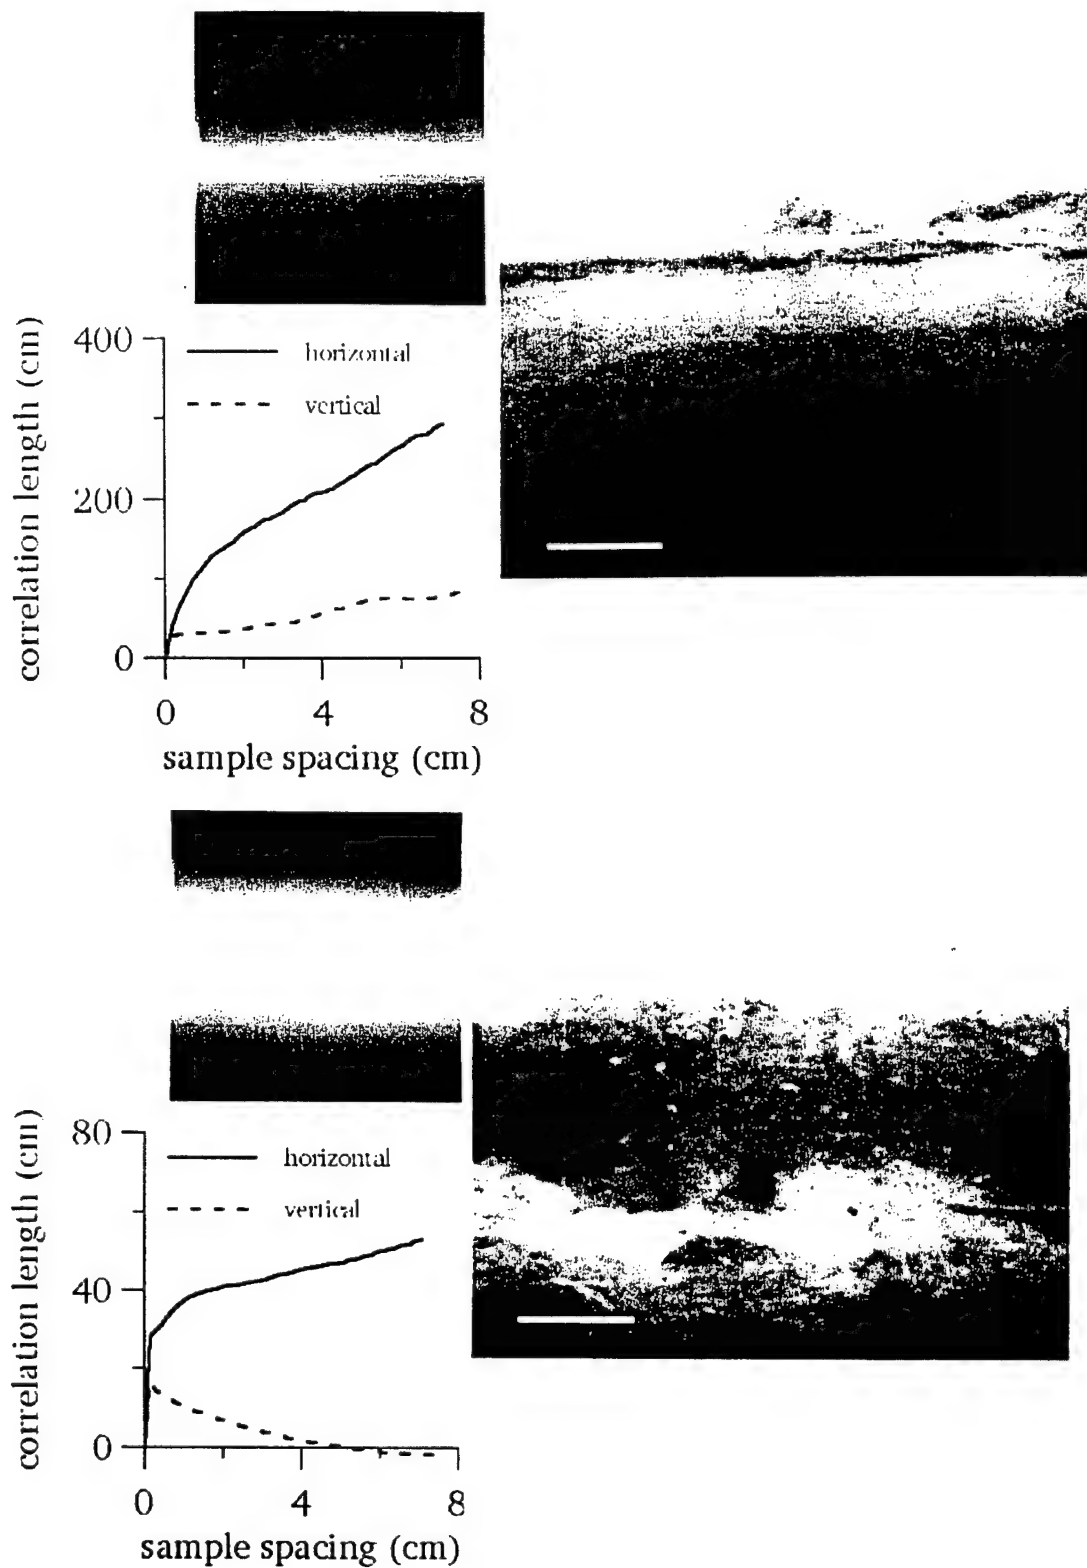 400
horizontal
vertical
200
0
correlation length (cm)
0 4 8
sample spacing (cm)
80
horizontal
vertical
40
0
correlation length (cm)
0 4 8
sample spacing (cm)